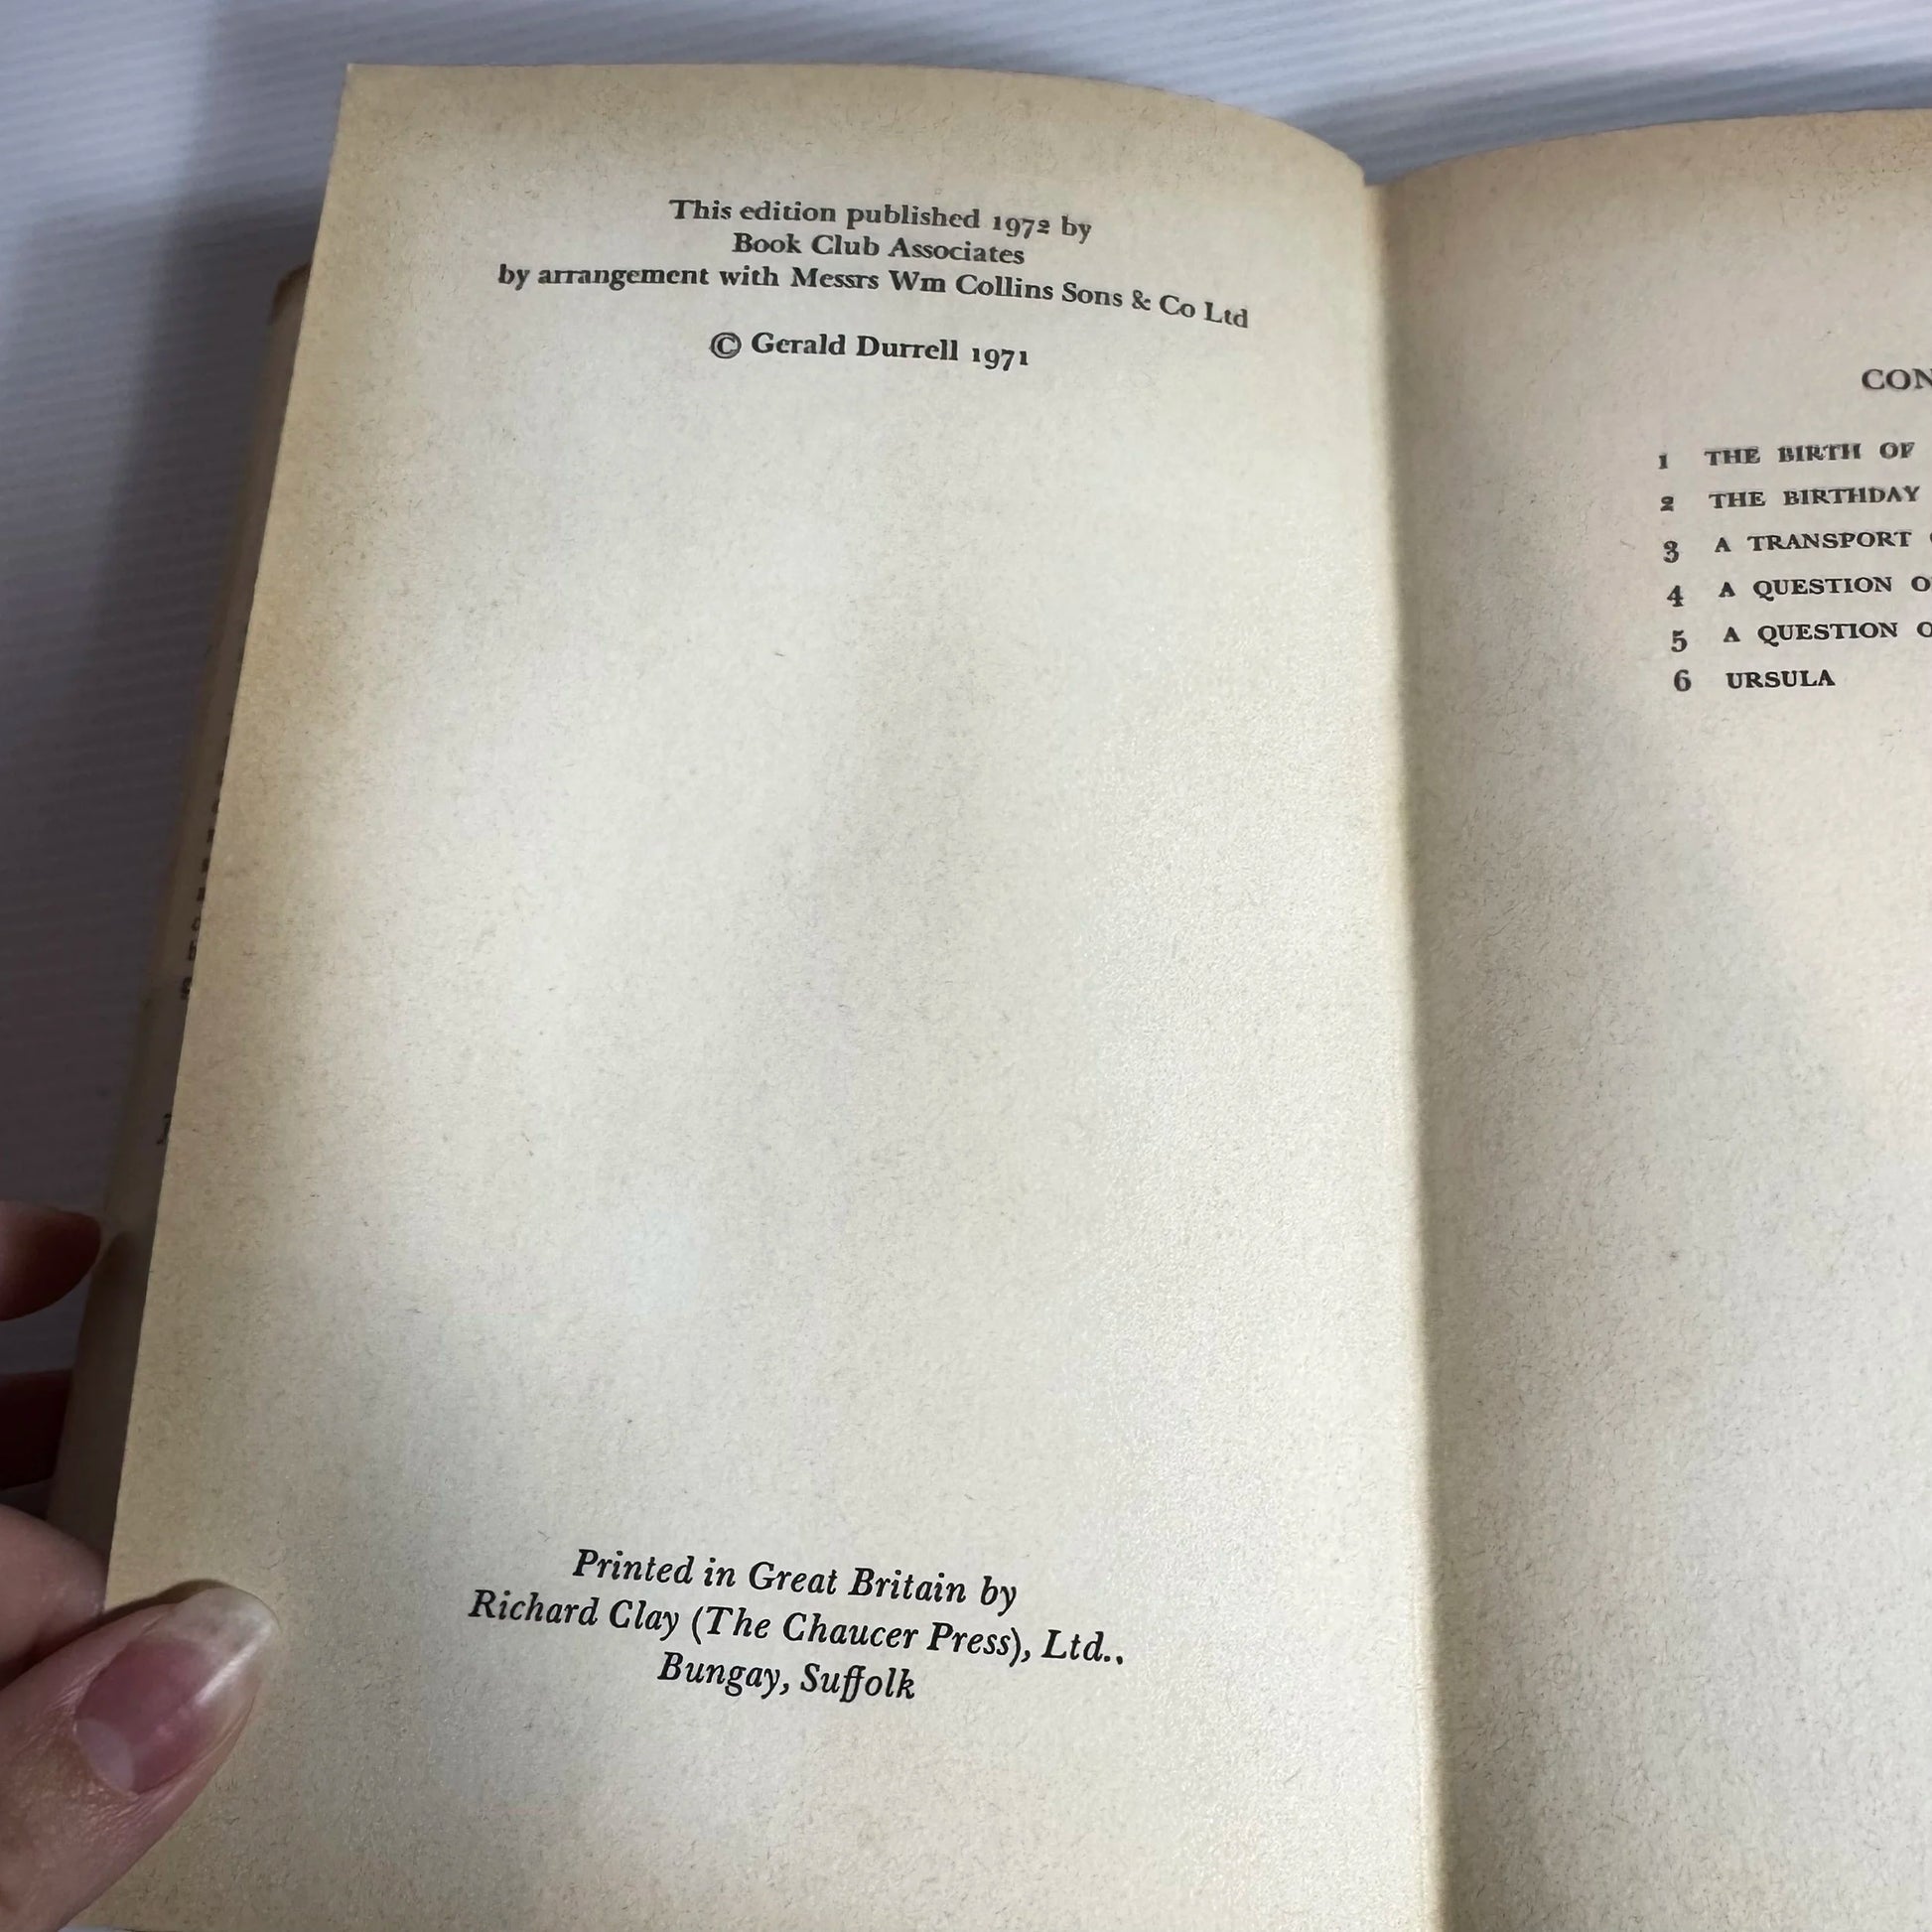 This edition published 1972 by
Book Club Associates
by arrangement with Messrs Wm Collins Sons & Co Ltd
© Gerald Durrell 1971
Printed in Great Britain by
Richard Clay (The Chaucer Press), Ltd.,
Bungay, Suffolk
CON
1 THE BIRTH OF
2 THE BIRTHDAY
3 A TRANSPORT
4 A QUESTION O
5 A QUESTION O
6 URSULA